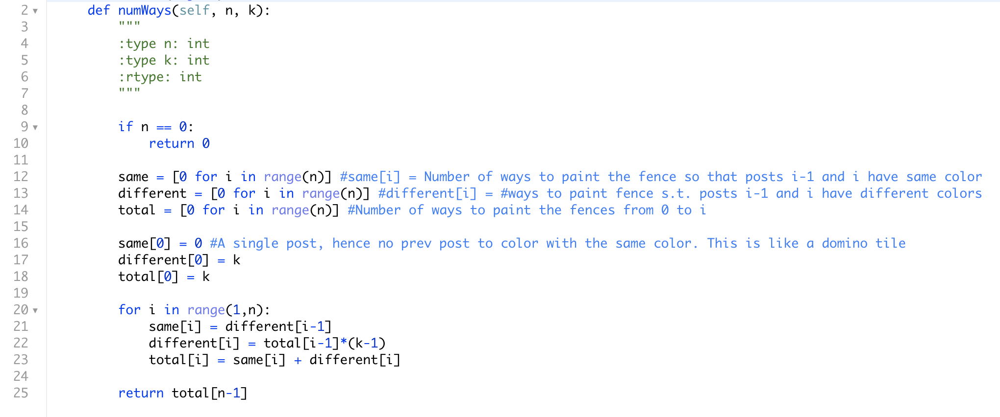 2 def numWays(self, n, k):
3 """
4 :type n: int
5 :type k: int
6 :rtype: int
7 """
8
9 if n == 0:
10 return 0
11
12 same = [0 for i in range(n)] #same[i] = Number of ways to paint the fence so that posts i-1 and i have same color
13 different = [0 for i in range(n)] #different[i] = #ways to paint fence s.t. posts i-1 and i have different colors
14 total = [0 for i in range(n)] #Number of ways to paint the fences from 0 to i
15
16 same[0] = 0 #A single post, hence no prev post to color with the same color. This is like a domino tile
17 different[0] = k
18 total[0] = k
19
20 for i in range(1,n):
21 same[i] = different[i-1]
22 different[i] = total[i-1]*(k-1)
23 total[i] = same[i] + different[i]
24
25 return total[n-1]